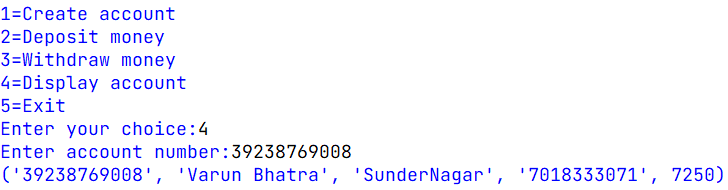 1=Create account
2=Deposit money
3=Withdraw money
4=Display account
5=Exit
Enter your choice:4
Enter account number:39238769008
('39238769008', 'Varun Bhatra', 'SunderNagar', '7018333071', 7250)